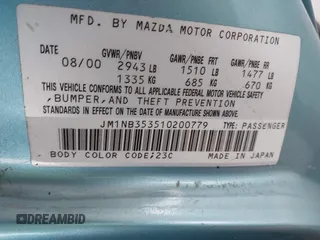 MFD. BY MAZDA MOTOR CORPORATION
GVWR/PNBV GAWR/PNBE FRT GAWR/PNBE RR
08/00 2943 LB 1510 LB 1477 LB
1335 KG 685 KG 670 KG
THIS VEHICLE CONFORMS TO ALL APPLICABLE FEDERAL MOTOR VEHICLE SAFETY
, BUMPER, AND THEFT PREVENTION
STANDARDS IN EFFECT ON THE DATE OF MANUFACTURE SHOWN ABOVE.
JM1NB353510200779 TYPE: PASSENGER
BODY COLOR CODE;23C MADE IN JAPAN
DRIFTBID